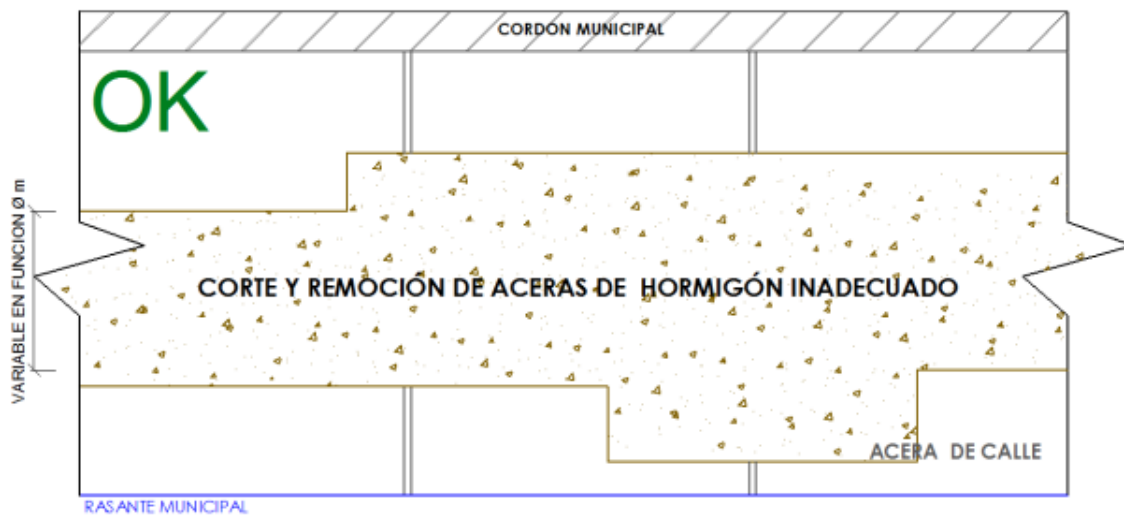 CORDON MUNICIPAL
OK
VARIABLE EN FUNCION Ø m
CORTE Y REMOCIÓN DE ACERAS DE HORMIGÓN INADECUADO
ACERA DE CALLE
RASANTE MUNICIPAL